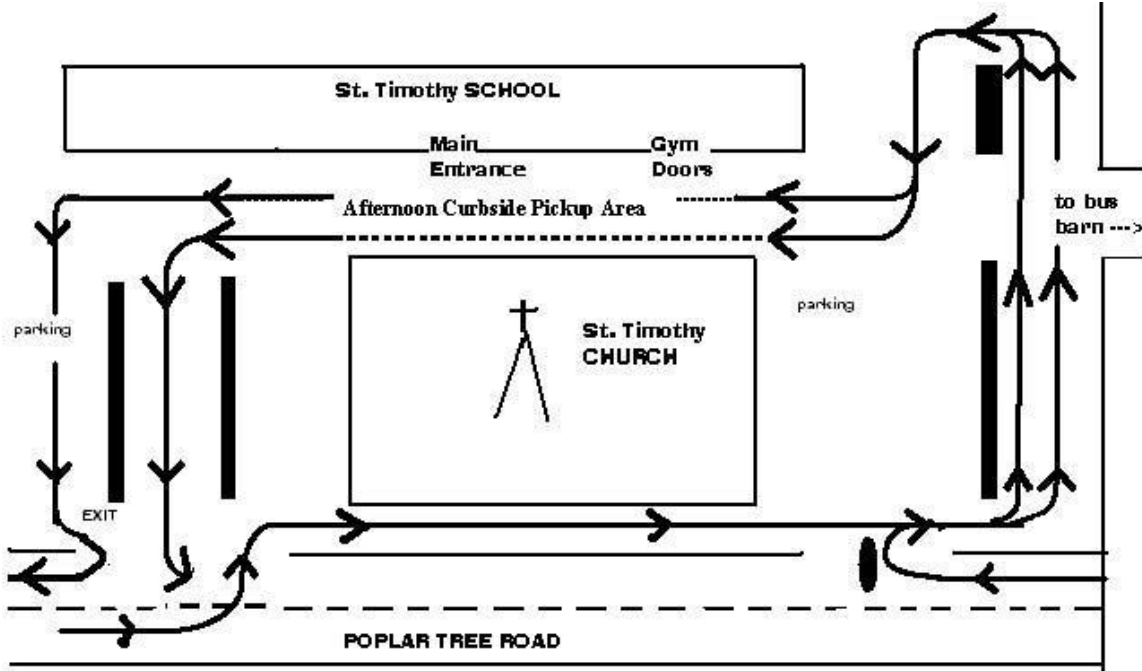 St. Timothy SCHOOL
Main Gym
Entrance Doors
Afternoon Curbside Pickup Area
to bus
barn --->
parking
parking
St. Timothy
CHURCH
EXIT
POPLAR TREE ROAD